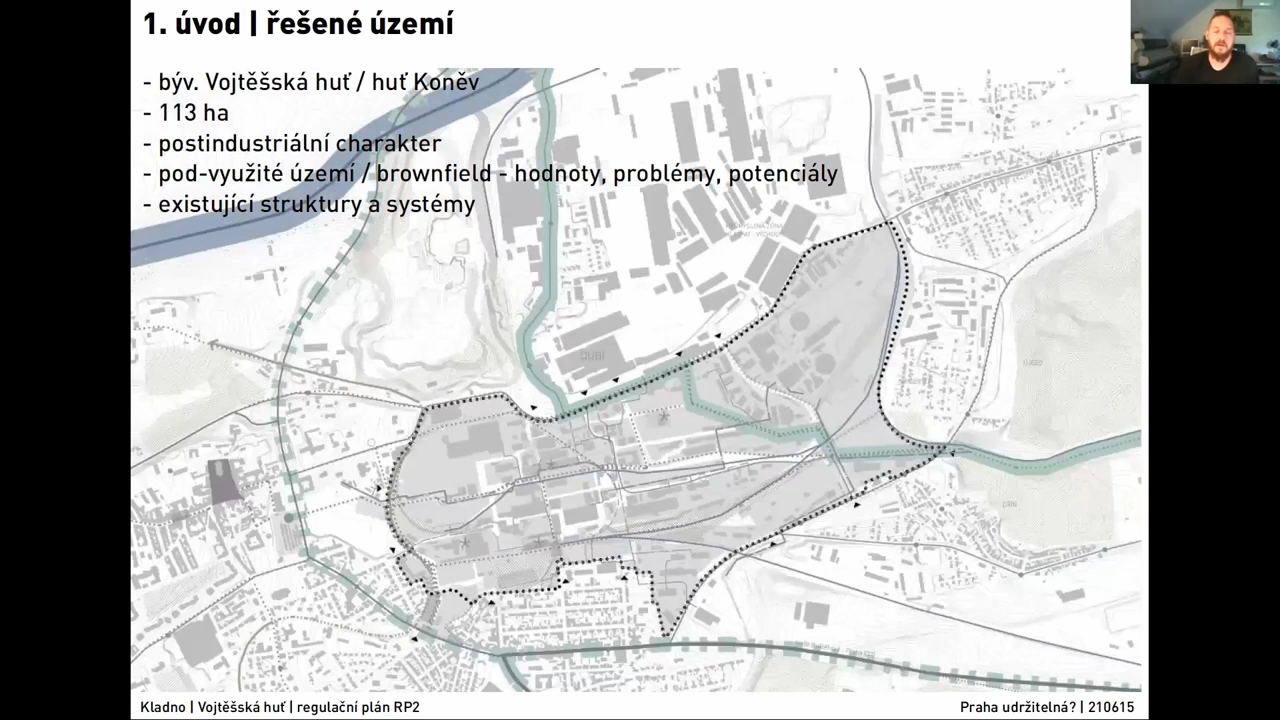 1. úvod | řešené území
- býv. Vojtěšská huť / huť Koněv
- 113 ha
- postindustriální charakter
- pod-využité území / brownfield - hodnoty, problémy, potenciály
- existující struktury a systémy
DUBÍ
Kladno | Vojtěšská huť | regulační plán RP2
Praha udržitelná? | 210615